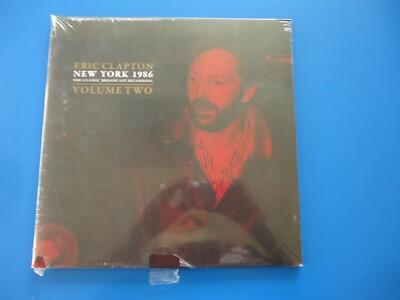 ERIC CLAPTON
NEW YORK 1986
THE CLASSIC BROADCAST RECORDING
VOLUME TWO